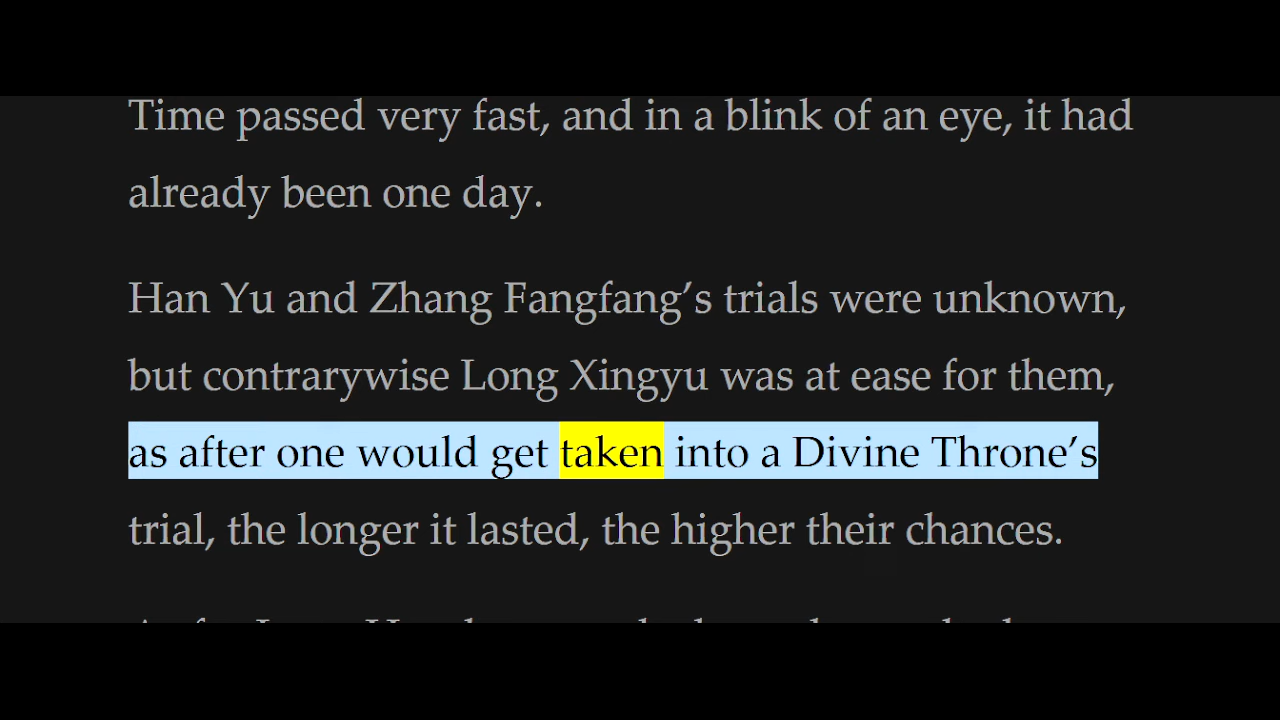 Time passed very fast, and in a blink of an eye, it had
already been one day.
Han Yu and Zhang Fangfang’s trials were unknown,
but contrarywise Long Xingyu was at ease for them,
as after one would get taken into a Divine Throne’s
trial, the longer it lasted, the higher their chances.